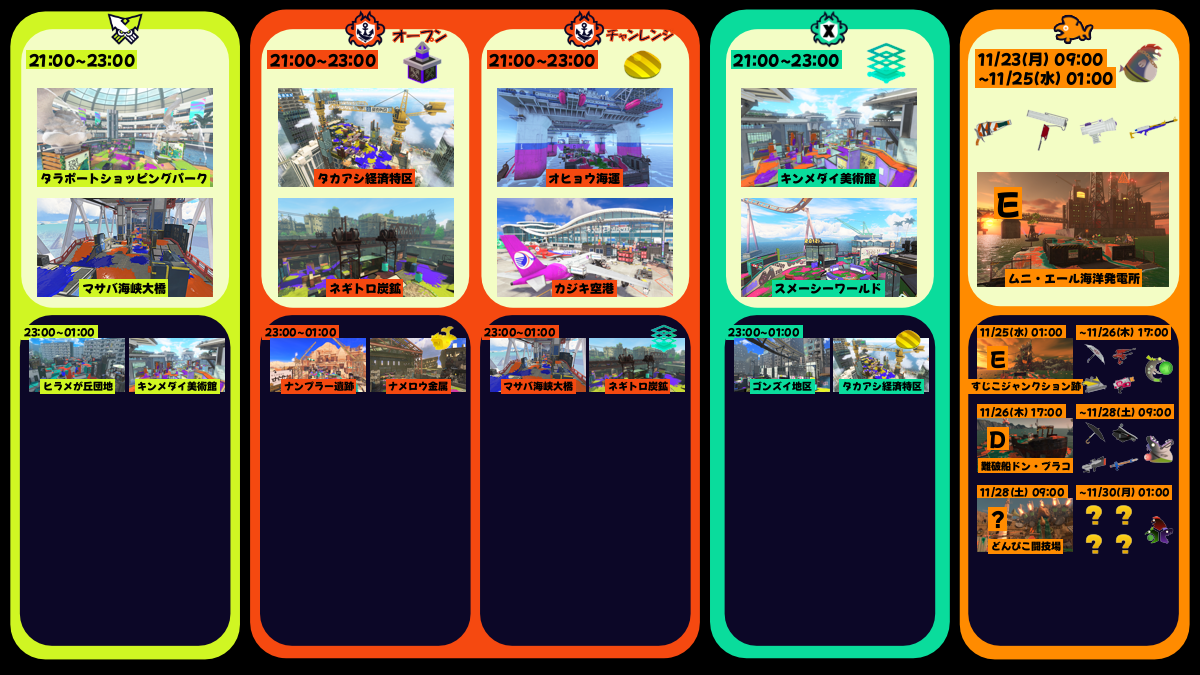 21:00~23:00
タラポートショッピングパーク
マサバ海峡大橋
23:00~01:00
ヒラメが丘団地
キンメダイ美術館
オープン
21:00~23:00
タカアシ経済特区
ネギトロ炭鉱
23:00~01:00
ナンプラー遺跡
ナメロウ金属
チャレンジ
21:00~23:00
オヒョウ海運
カジキ空港
23:00~01:00
マサバ海峡大橋
ネギトロ炭鉱
X
21:00~23:00
キンメダイ美術館
スメーシーワールド
23:00~01:00
ゴンズイ地区
タカアシ経済特区
11/23(月) 09:00
~11/25(水) 01:00
E
ムニ・エール海洋発電所
11/25(水) 01:00
~11/26(木) 17:00
E
すじこジャンクション跡
11/26(木) 17:00
~11/28(土) 09:00
D
難破船ドン・ブラコ
11/28(土) 09:00
~11/30(月) 01:00
?
? ?
? ?
どんぴこ闘技場